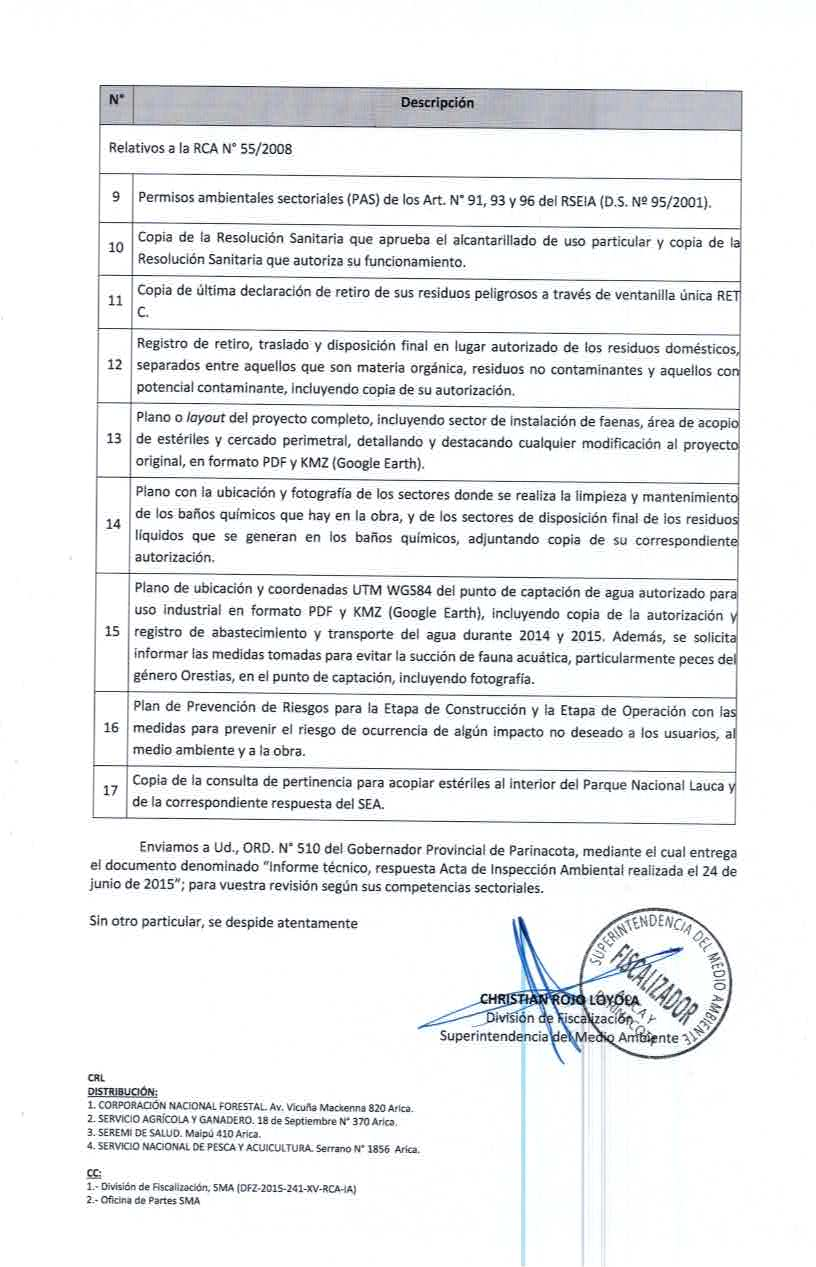 N° Descripción
Relativos a la RCA N° 55/2008
9 Permisos ambientales sectoriales (PAS) de los Art. N° 91, 93 y 96 del RSEIA (D.S. Nº 95/2001).
10 Copia de la Resolución Sanitaria que aprueba el alcantarillado de uso particular y copia de la
Resolución Sanitaria que autoriza su funcionamiento.
11 Copia de última declaración de retiro de sus residuos peligrosos a través de ventanilla única RET
C.
12 Registro de retiro, traslado y disposición final en lugar autorizado de los residuos domésticos,
separados entre aquellos que son materia orgánica, residuos no contaminantes y aquellos con
potencial contaminante, incluyendo copia de su autorización.
13 Plano o layout del proyecto completo, incluyendo sector de instalación de faenas, área de acopio
de estériles y cercado perimetral, detallando y destacando cualquier modificación al proyecto
original, en formato PDF y KMZ (Google Earth).
14 Plano con la ubicación y fotografía de los sectores donde se realiza la limpieza y mantenimiento
de los baños químicos que hay en la obra, y de los sectores de disposición final de los residuos
líquidos que se generan en los baños químicos, adjuntando copia de su correspondiente
autorización.
15 Plano de ubicación y coordenadas UTM WGS84 del punto de captación de agua autorizado para
uso industrial en formato PDF y KMZ (Google Earth), incluyendo copia de la autorización y
registro de abastecimiento y transporte del agua durante 2014 y 2015. Además, se solicita
informar las medidas tomadas para evitar la succión de fauna acuática, particularmente peces del
género Orestias, en el punto de captación, incluyendo fotografía.
16 Plan de Prevención de Riesgos para la Etapa de Construcción y la Etapa de Operación con las
medidas para prevenir el riesgo de ocurrencia de algún impacto no deseado a los usuarios, al
medio ambiente y a la obra.
17 Copia de la consulta de pertinencia para acopiar estériles al interior del Parque Nacional Lauca y
de la correspondiente respuesta del SEA.
Enviamos a Ud., ORD. N° 510 del Gobernador Provincial de Parinacota, mediante el cual entrega
el documento denominado "Informe técnico, respuesta Acta de Inspección Ambiental realizada el 24 de
junio de 2015"; para vuestra revisión según sus competencias sectoriales.
Sin otro particular, se despide atentamente
SUPERINTENDENCIA DEL MEDIO AMBIENTE
FISCALIZADOR
ARICA Y
PARINACOTA
CHRISTIAN ROJO LOYOLA
División de Fiscalización
Superintendencia del Medio Ambiente
CRL
DISTRIBUCIÓN:
1. CORPORACIÓN NACIONAL FORESTAL. Av. Vicuña Mackenna 820 Arica.
2. SERVICIO AGRÍCOLA Y GANADERO. 18 de Septiembre N° 370 Arica.
3. SEREMI DE SALUD. Maipú 410 Arica.
4. SERVICIO NACIONAL DE PESCA Y ACUICULTURA. Serrano N° 1856 Arica.
CC:
1.- División de Fiscalización, SMA (DFZ-2015-241-XV-RCA-IA)
2.- Oficina de Partes SMA